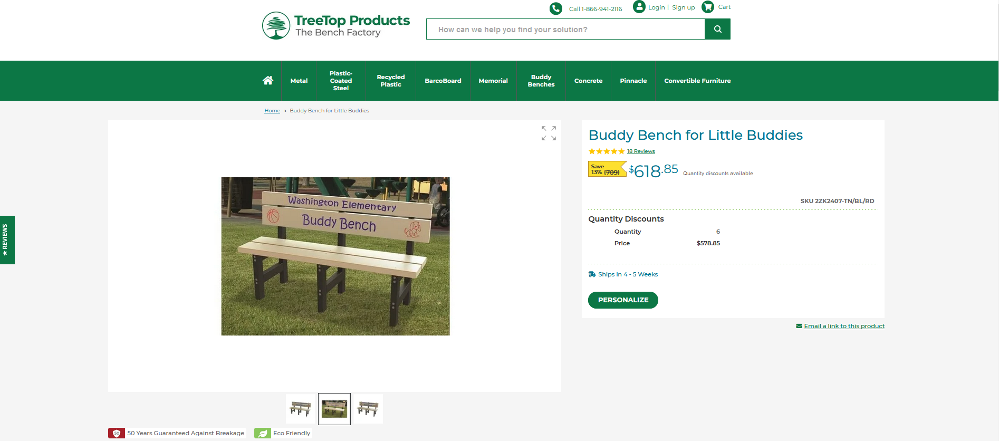 Call 1-866-941-2116
Login | Sign up
Cart
TreeTop Products
The Bench Factory
How can we help you find your solution?
Metal
Plastic-
Coated
Steel
Recycled
Plastic
BarcoBoard
Memorial
Buddy
Benches
Concrete
Pinnacle
Convertible Furniture
Home › Buddy Bench for Little Buddies
★ REVIEWS
Washington Elementary
Buddy Bench
Buddy Bench for Little Buddies
18 Reviews
Save
13% (709)
$618.85
Quantity discounts available
SKU 2ZK2407-TN/BL/RD
Quantity Discounts
Quantity 6
Price $578.85
Ships in 4 - 5 Weeks
PERSONALIZE
Email a link to this product
50
50 Years Guaranteed Against Breakage
Eco Friendly